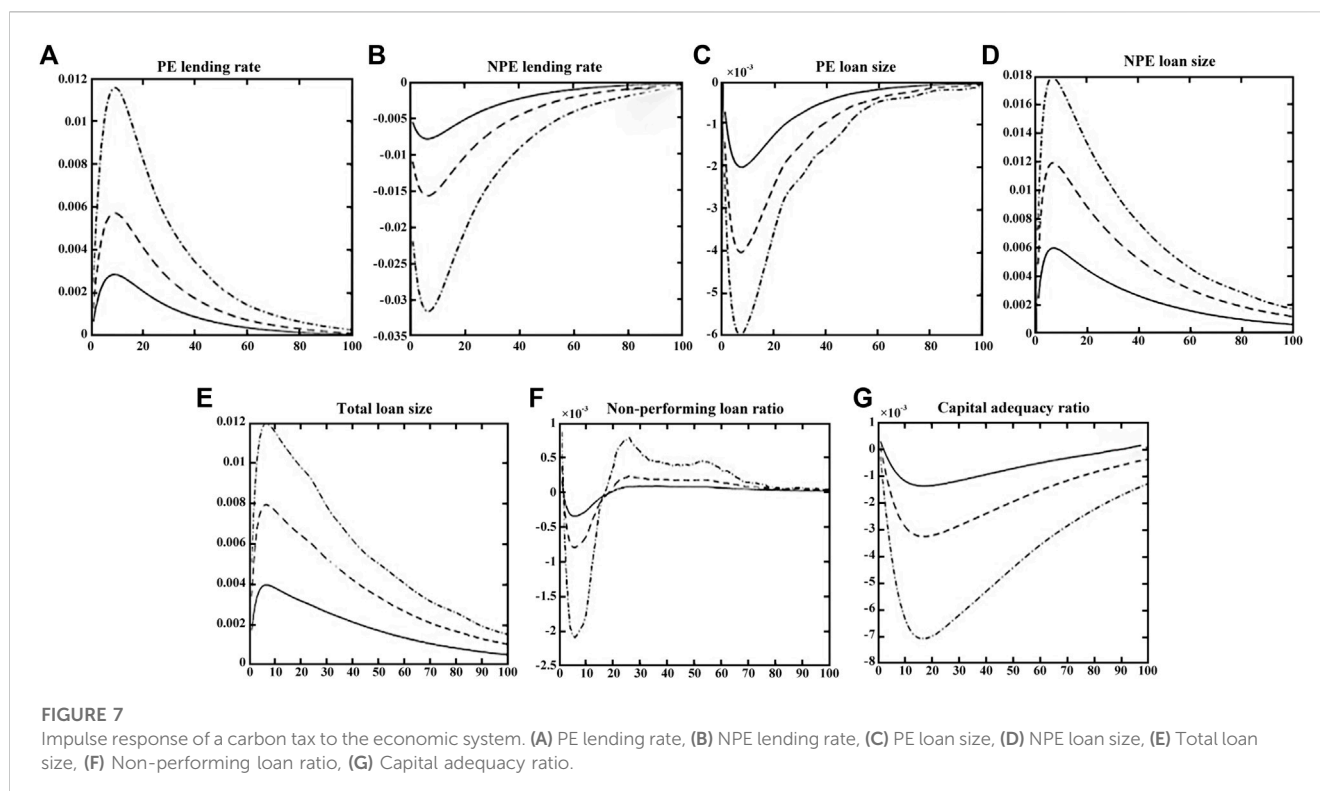 A
PE lending rate
0.012
0.01
0.008
0.006
0.004
0.002
0
0 20 40 60 80 100
B
NPE lending rate
0
-0.005
-0.01
-0.015
-0.02
-0.025
-0.03
-0.035
0 20 40 60 80 100
C
PE loan size
×10⁻³
0
-1
-2
-3
-4
-5
-6
0 20 40 60 80 100
D
NPE loan size
0.018
0.016
0.014
0.012
0.01
0.008
0.006
0.004
0.002
0
0 20 40 60 80 100
E
Total loan size
0.012
0.01
0.008
0.006
0.004
0.002
0
0 10 20 30 40 50 60 70 80 90 100
F
Non-performing loan ratio
×10⁻³
1
0.5
0
-0.5
-1
-1.5
-2
2.5
0 10 20 30 40 50 60 70 80 90 100
G
Capital adequacy ratio
×10⁻³
1
0
-1
-2
-3
-4
-5
-6
-7
-8
0 10 20 30 40 50 60 70 80 90 100
FIGURE 7
Impulse response of a carbon tax to the economic system. (A) PE lending rate, (B) NPE lending rate, (C) PE loan size, (D) NPE loan size, (E) Total loan
size, (F) Non-performing loan ratio, (G) Capital adequacy ratio.